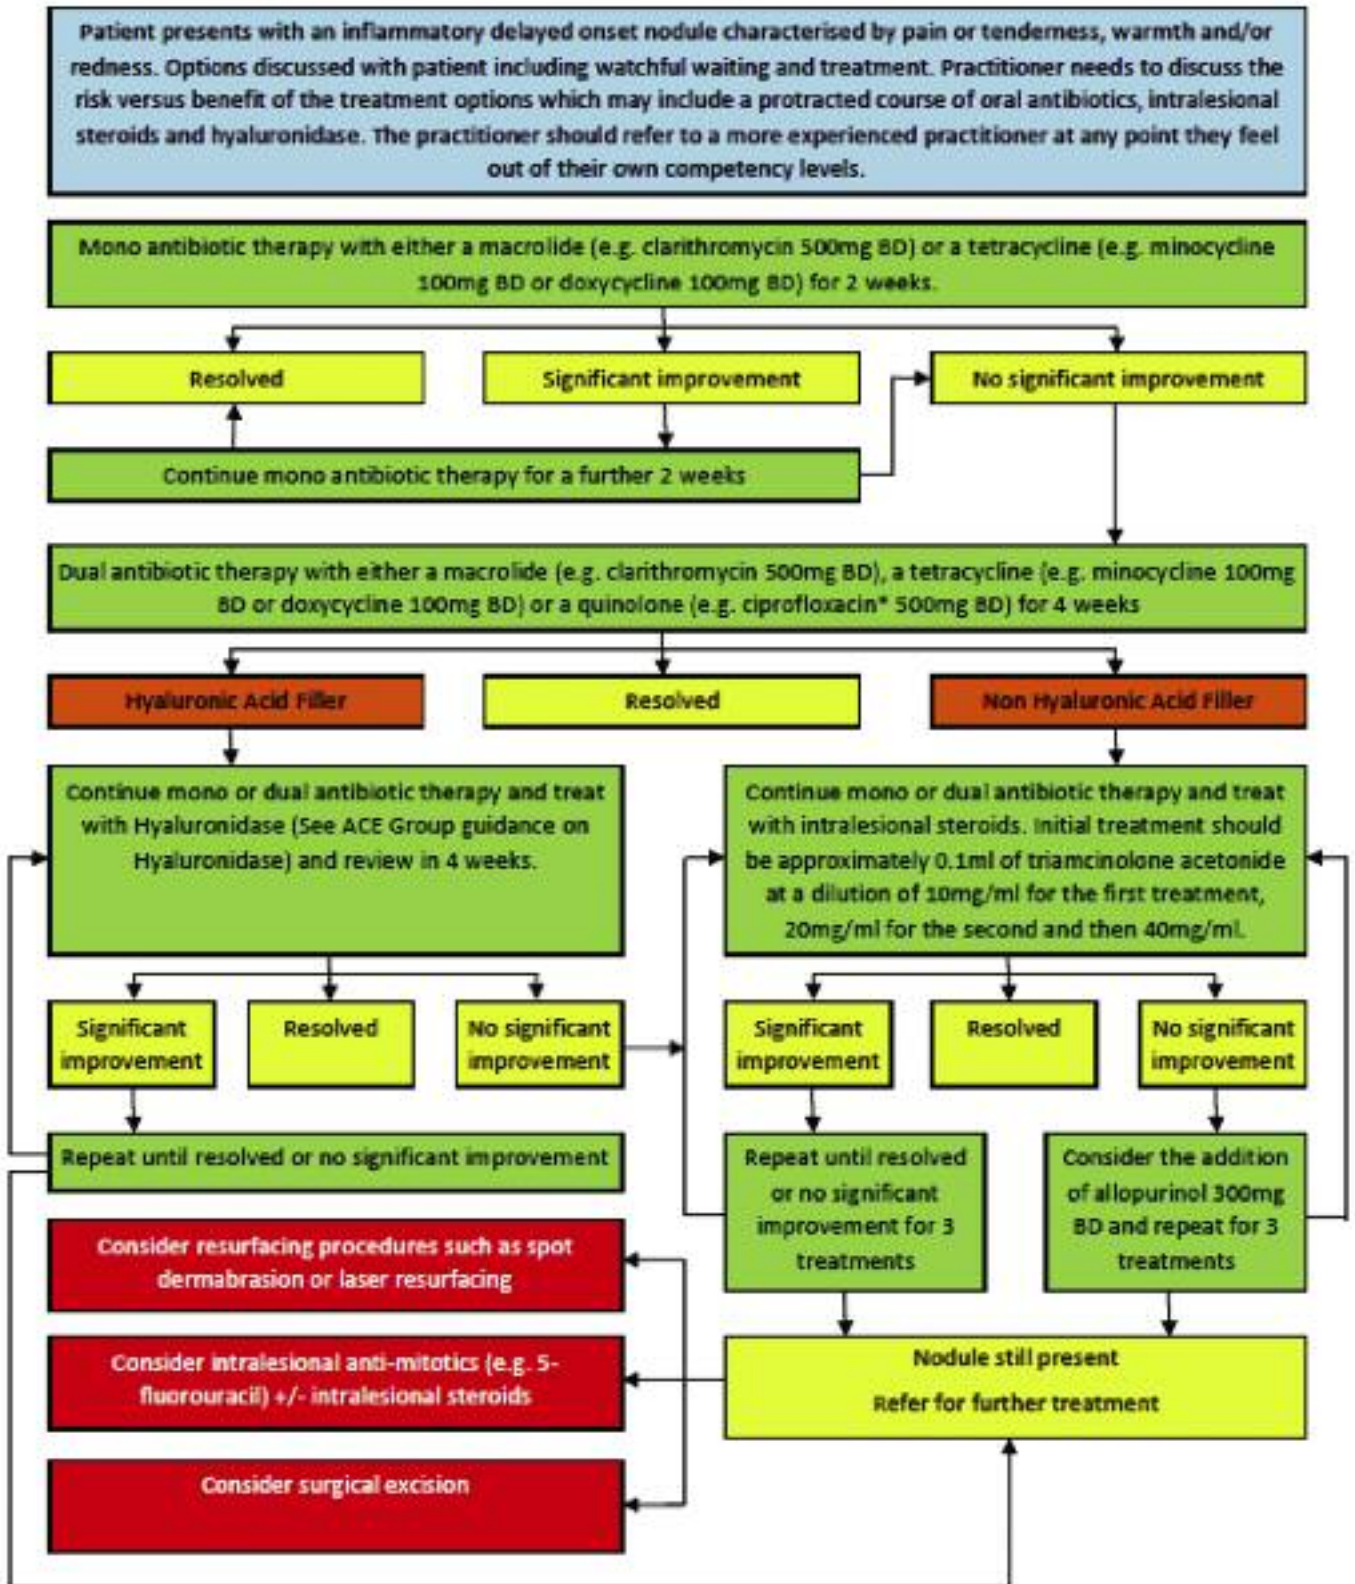 Patient presents with an inflammatory delayed onset nodule characterised by pain or tenderness, warmth and/or
redness. Options discussed with patient including watchful waiting and treatment. Practitioner needs to discuss the
risk versus benefit of the treatment options which may include a protracted course of oral antibiotics, intralesional
steroids and hyaluronidase. The practitioner should refer to a more experienced practitioner at any point they feel
out of their own competency levels.
Mono antibiotic therapy with either a macrolide (e.g. clarithromycin 500mg BD) or a tetracycline (e.g. minocycline
100mg BD or doxycycline 100mg BD) for 2 weeks.
Resolved
Significant improvement
No significant improvement
Continue mono antibiotic therapy for a further 2 weeks
Dual antibiotic therapy with either a macrolide (e.g. clarithromycin 500mg BD), a tetracycline (e.g. minocycline 100mg
BD or doxycycline 100mg BD) or a quinolone (e.g. ciprofloxacin* 500mg BD) for 4 weeks
Hyaluronic Acid Filler
Resolved
Non Hyaluronic Acid Filler
Continue mono or dual antibiotic therapy and treat
with Hyaluronidase (See ACE Group guidance on
Hyaluronidase) and review in 4 weeks.
Continue mono or dual antibiotic therapy and treat
with intralesional steroids. Initial treatment should
be approximately 0.1ml of triamcinolone acetonide
at a dilution of 10mg/ml for the first treatment,
20mg/ml for the second and then 40mg/ml.
Significant
improvement
Resolved
No significant
improvement
Significant
improvement
Resolved
No significant
improvement
Repeat until resolved or no significant improvement
Repeat until resolved
or no significant
improvement for 3
treatments
Consider the addition
of allopurinol 300mg
BD and repeat for 3
treatments
Consider resurfacing procedures such as spot
dermabrasion or laser resurfacing
Consider intralesional anti-mitotics (e.g. 5-
fluorouracil) +/- intralesional steroids
Nodule still present
Refer for further treatment
Consider surgical excision